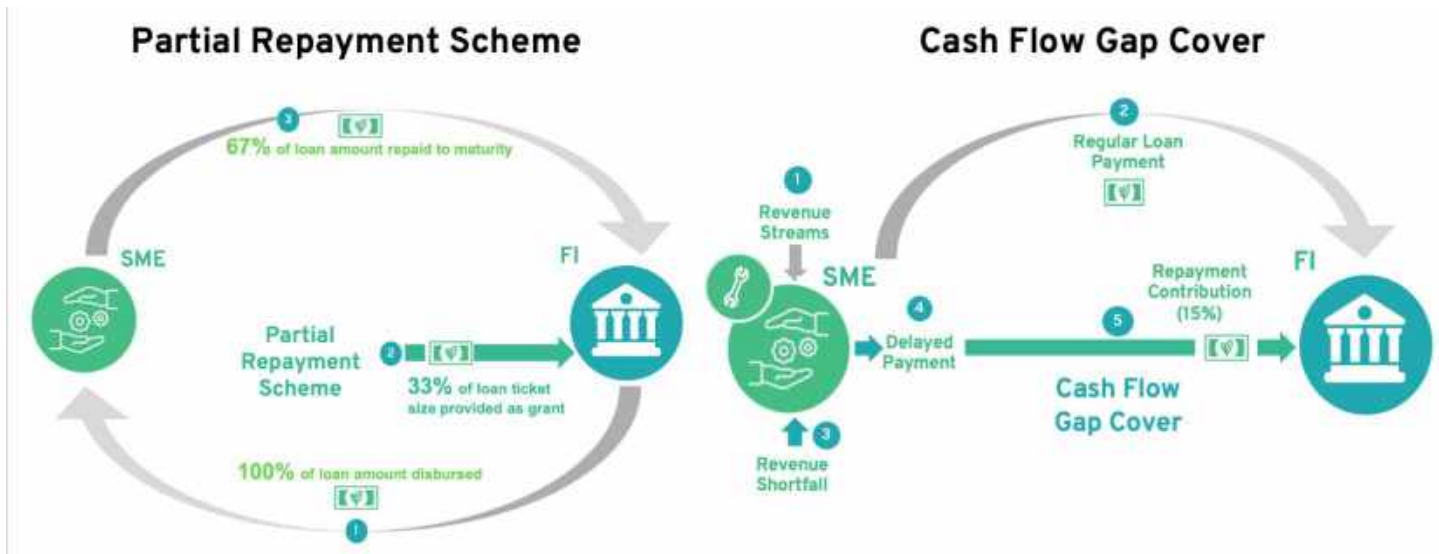 Partial Repayment Scheme
3
67% of loan amount repaid to maturity
SME
FI
Partial
Repayment
Scheme
2
33% of loan ticket
size provided as grant
100% of loan amount disbursed
1
Cash Flow Gap Cover
2
Regular Loan
Payment
1
Revenue
Streams
SME
FI
Repayment
Contribution
(15%)
4
Delayed
Payment
5
Cash Flow
Gap Cover
3
Revenue
Shortfall